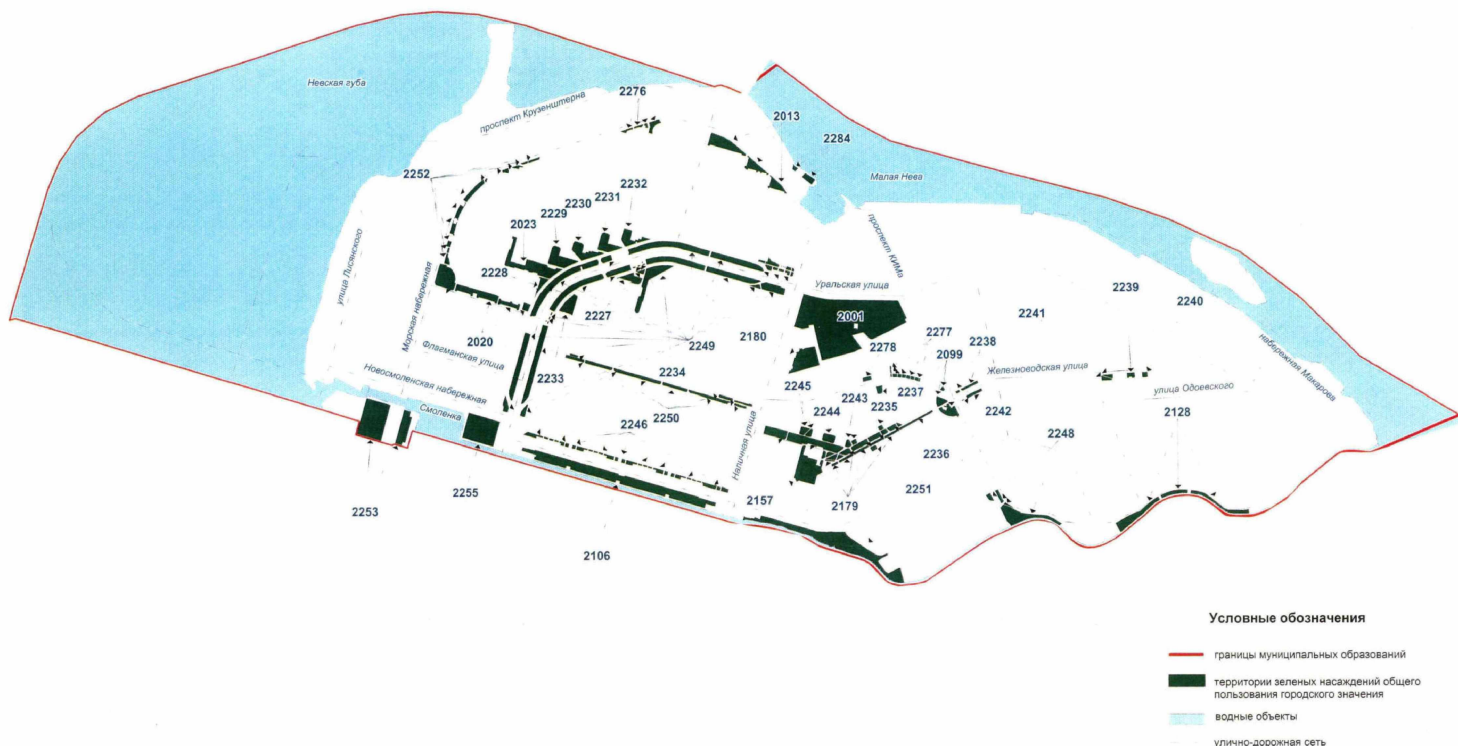 Невская губа
проспект Крузенштерна
2276
2013
2284
Малая Нева
2252
2232
2231
2230
2229
2023
проспект КИМа
улица Лисянского
2228
Морская набережная
Уральская улица
2239
2240
2241
2001
2227
2277
2238
2180
2278
2099
2249
набережная Макарова
2020
Флагманская улица
Железноводская улица
2234
2233
2245
2243
2237
улица Одоевского
Новосмоленская набережная
2244
2235
2242
2128
Смоленка
2250
2246
2248
Наличная улица
2236
2251
2255
2157
2179
2253
2106
Условные обозначения
границы муниципальных образований
территории зеленых насаждений общего
пользования городского значения
водные объекты
улично-дорожная сеть